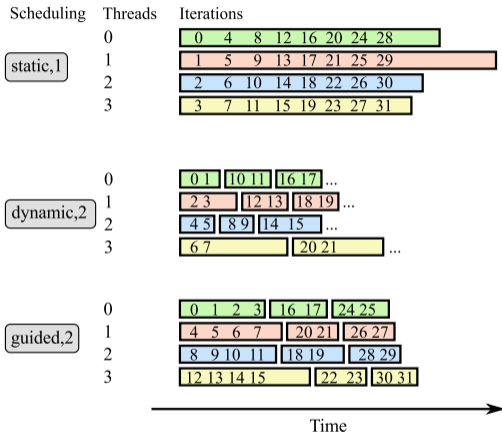 Scheduling Threads Iterations
0 0 4 8 12 16 20 24 28
static,1
1 1 5 9 13 17 21 25 29
2 2 6 10 14 18 22 26 30
3 3 7 11 15 19 23 27 31
0 0 1 10 11 16 17 ...
1 2 3 12 13 18 19 ...
dynamic,2
2 4 5 8 9 14 15 ...
3 6 7 20 21 ...
0 0 1 2 3 16 17 24 25
1 4 5 6 7 20 21 26 27
guided,2
2 8 9 10 11 18 19 28 29
3 12 13 14 15 22 23 30 31
Time